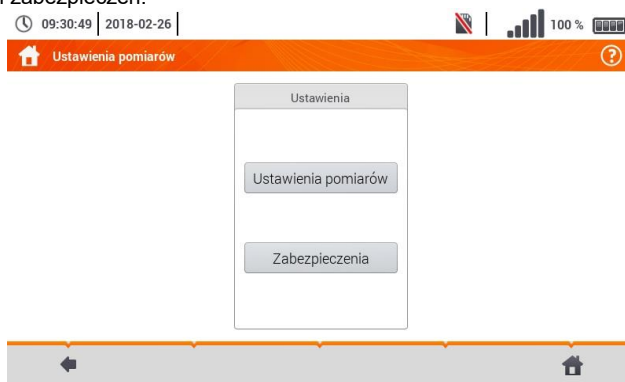 i zabezpieczeń.
09:30:49 2018-02-26 100 %
Ustawienia pomiarów ?
Ustawienia
Ustawienia pomiarów
Zabezpieczenia